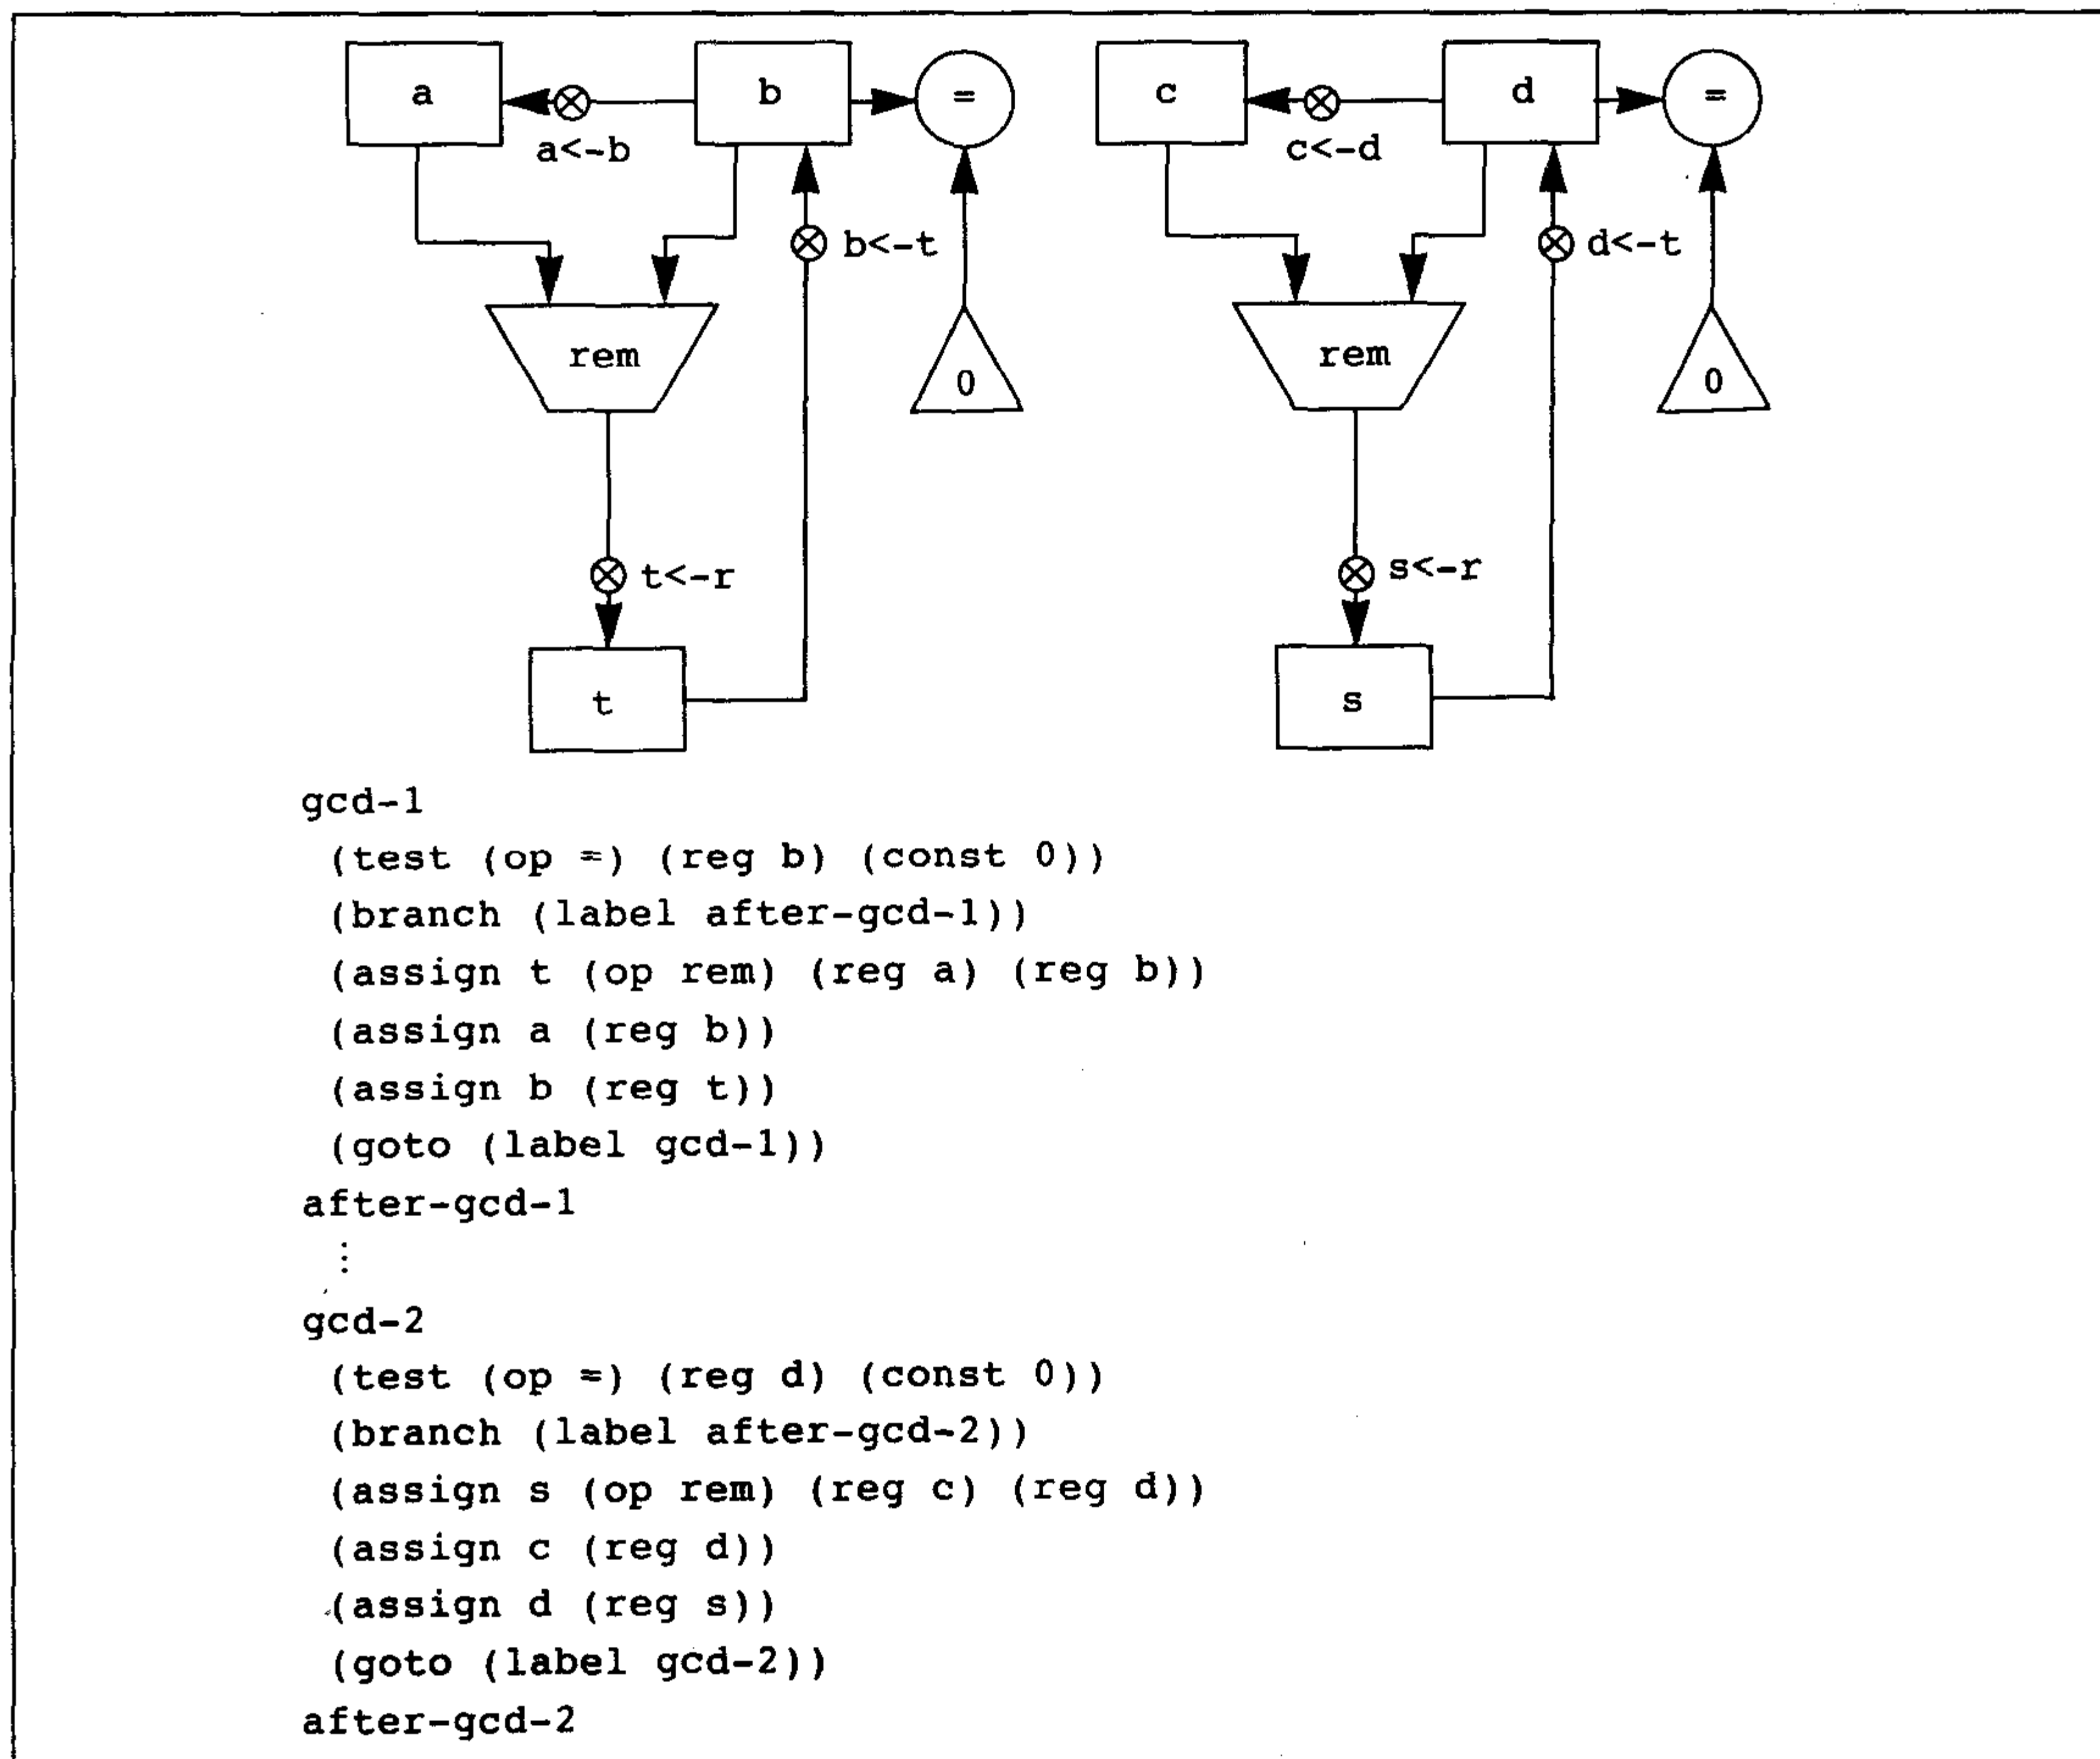 a b = c d =
a<-b c<-d
b<-t d<-t
rem 0 rem 0
t<-r s<-r
t s
gcd-1
(test (op =) (reg b) (const 0))
(branch (label after-gcd-1))
(assign t (op rem) (reg a) (reg b))
(assign a (reg b))
(assign b (reg t))
(goto (label gcd-1))
after-gcd-1
⋮
gcd-2
(test (op =) (reg d) (const 0))
(branch (label after-gcd-2))
(assign s (op rem) (reg c) (reg d))
(assign c (reg d))
(assign d (reg s))
(goto (label gcd-2))
after-gcd-2